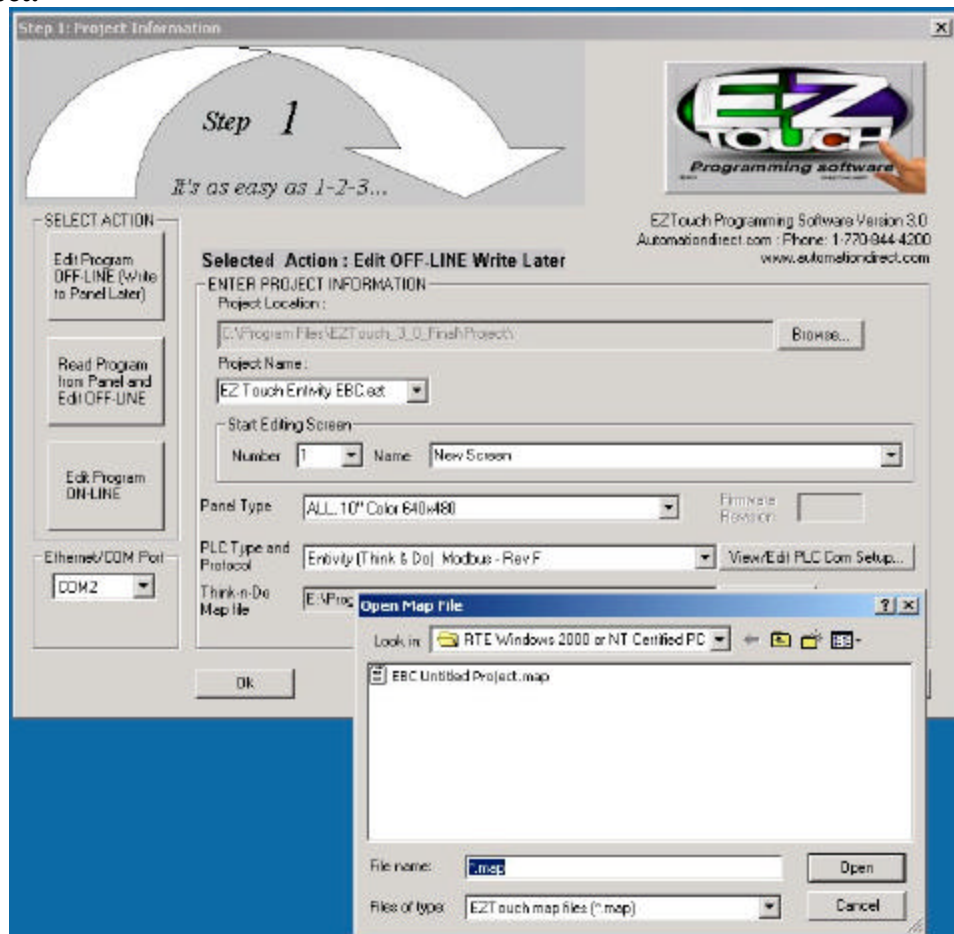 Step 1: Project Information
Step 1
It's as easy as 1-2-3...
EZ
TOUCH
Programming software
EZTouch Programming Software Version 3.0
Automationdirect.com : Phone: 1-770-844-4200
www.automationdirect.com
SELECT ACTION
Edit Program
OFF-LINE (Write
to Panel Later)
Read Program
from Panel and
Edit OFF-LINE
Edit Program
ON-LINE
Ethernet/COM Port
COM2
Selected Action : Edit OFF-LINE Write Later
ENTER PROJECT INFORMATION
Project Location :
C:\Program Files\EZTouch_3_0_Final\Project\
Browse...
Project Name :
EZ Touch Entivity EBC.ezt
Start Editing Screen
Number 1 Name New Screen
Panel Type ALL. 10" Color 640x480
Firmware
Revision
PLC Type and
Protocol
Entivity (Think & Do) Modbus - Rev F
View/Edit PLC Com Setup...
Think-n-Do
Map file
E:\Prog
Ok
Open Map File
Look in: RTE Windows 2000 or NT Certified PC
EBC Untitled Project.map
File name: *.map
Open
Files of type: EZTouch map files (*.map)
Cancel